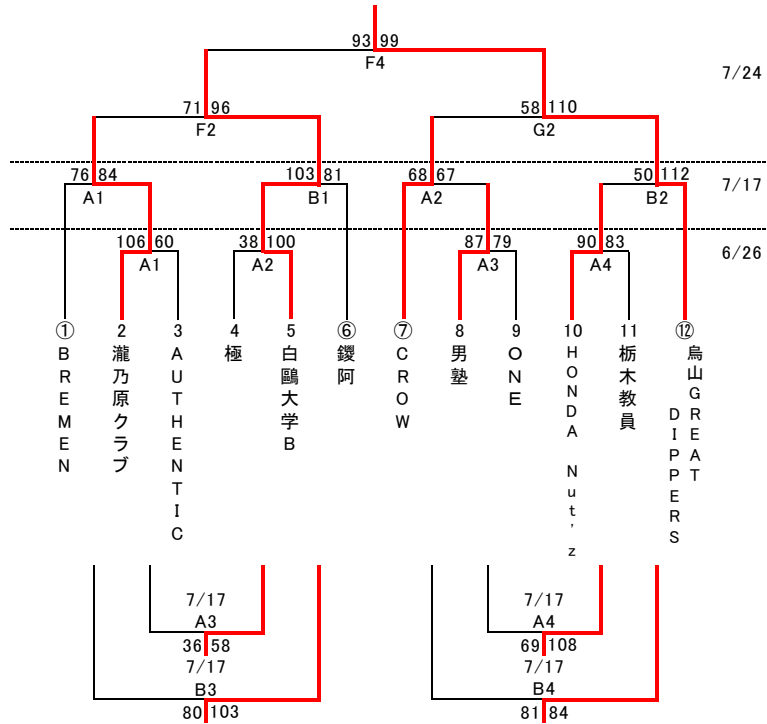 93 99
F4
7/24
71 96
F2
58 110
G2
76 84
A1
103 81
B1
68 67
A2
50 112
B2
7/17
106 60
A1
38 100
A2
87 79
A3
90 83
A4
6/26
① BREMEN
2 瀧乃原クラブ
3 AUTHENTIC
4 極
5 白鷗大学B
⑥ 鑁阿
⑦ CROW
8 男塾
9 ONE
10 HONDA Nut'z
11 栃木教員
⑫ 烏山GREAT
DIPPERS
7/17
A3
36 58
7/17
B3
80 103
7/17
A4
69 108
7/17
B4
81 84